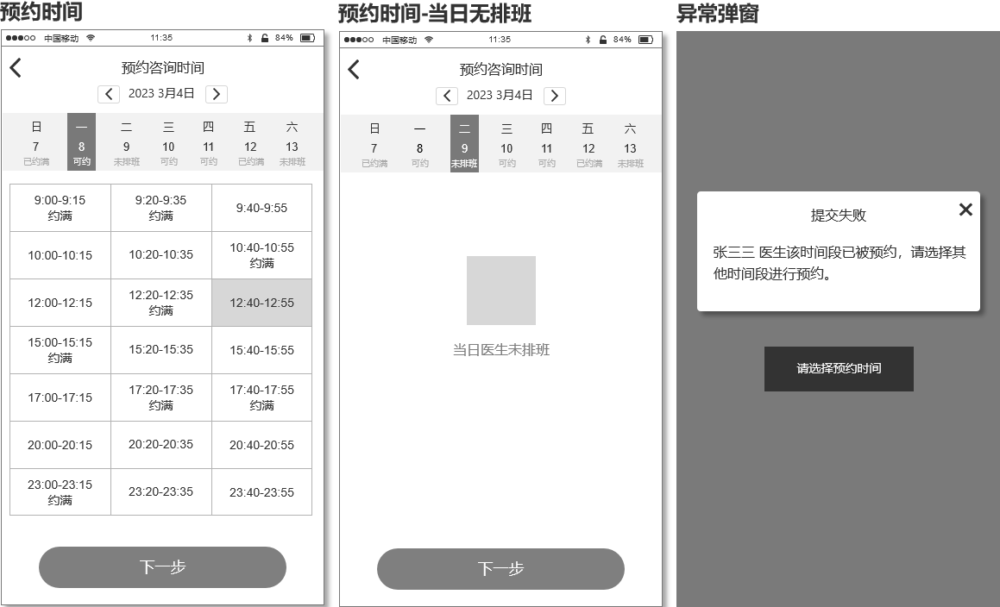 预约时间
中国移动 11:35 84%
预约咨询时间
2023 3月4日
日 一 二 三 四 五 六
7 8 9 10 11 12 13
已约满 可约 未排班 可约 可约 已约满 未排班
9:00-9:15 9:20-9:35 9:40-9:55
约满 约满
10:00-10:15 10:20-10:35 10:40-10:55
约满
12:00-12:15 12:20-12:35 12:40-12:55
约满
15:00-15:15 15:20-15:35 15:40-15:55
约满
17:00-17:15 17:20-17:35 17:40-17:55
约满 约满
20:00-20:15 20:20-20:35 20:40-20:55
23:00-23:15 23:20-23:35 23:40-23:55
约满
下一步
预约时间-当日无排班
中国移动 11:35 84%
预约咨询时间
2023 3月4日
日 一 二 三 四 五 六
7 8 9 10 11 12 13
已约满 可约 未排班 可约 可约 已约满 未排班
当日医生未排班
下一步
异常弹窗
提交失败
张三三 医生该时间段已被预约，请选择其
他时间段进行预约。
请选择预约时间